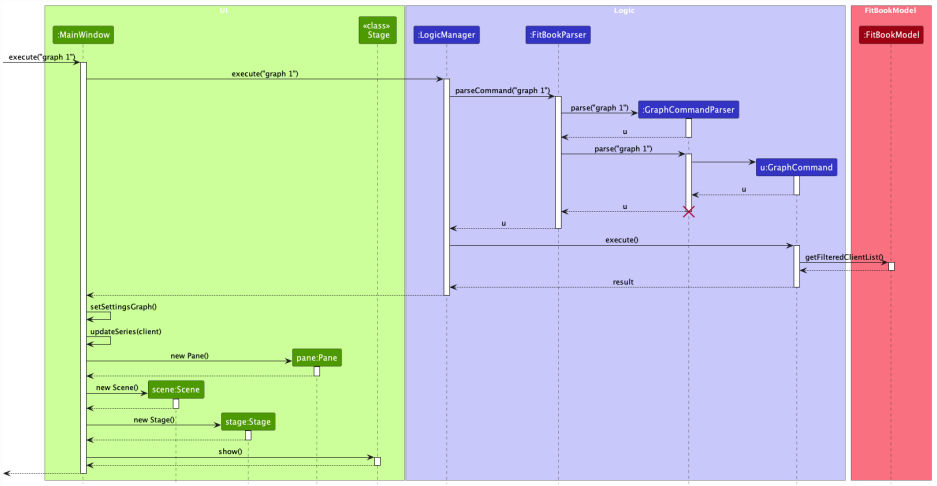 UI
Logic
FitBookModel
:MainWindow
«class»
Stage
:LogicManager
:FitBookParser
:FitBookModel
execute("graph 1")
execute("graph 1")
parseCommand("graph 1")
parse("graph 1")
:GraphCommandParser
u
parse("graph 1")
u:GraphCommand
u
u
u
execute()
getFilteredClientList()
result
setSettingsGraph()
updateSeries(client)
new Pane()
pane:Pane
new Scene()
scene:Scene
new Stage()
stage:Stage
show()